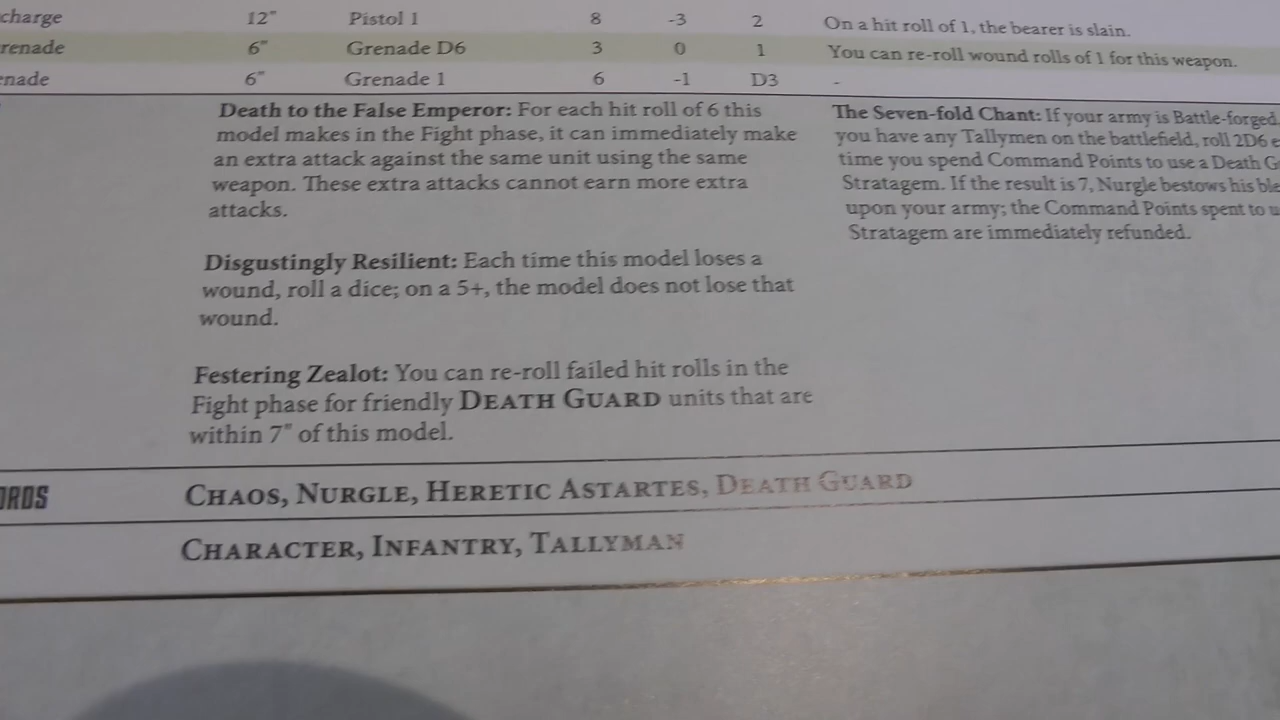 charge 12" Pistol 1 8 -3 2 On a hit roll of 1, the bearer is slain.
renade 6" Grenade D6 3 0 1 You can re-roll wound rolls of 1 for this weapon.
nade 6" Grenade 1 6 -1 D3 -
Death to the False Emperor: For each hit roll of 6 this
model makes in the Fight phase, it can immediately make
an extra attack against the same unit using the same
weapon. These extra attacks cannot earn more extra
attacks.
Disgustingly Resilient: Each time this model loses a
wound, roll a dice; on a 5+, the model does not lose that
wound.
Festering Zealot: You can re-roll failed hit rolls in the
Fight phase for friendly DEATH GUARD units that are
within 7" of this model.
The Seven-fold Chant: If your army is Battle-forged
you have any Tallymen on the battlefield, roll 2D6 e
time you spend Command Points to use a Death G
Stratagem. If the result is 7, Nurgle bestows his ble
upon your army; the Command Points spent to u
Stratagem are immediately refunded.
ORDS CHAOS, NURGLE, HERETIC ASTARTES, DEATH GUARD
CHARACTER, INFANTRY, TALLYMAN